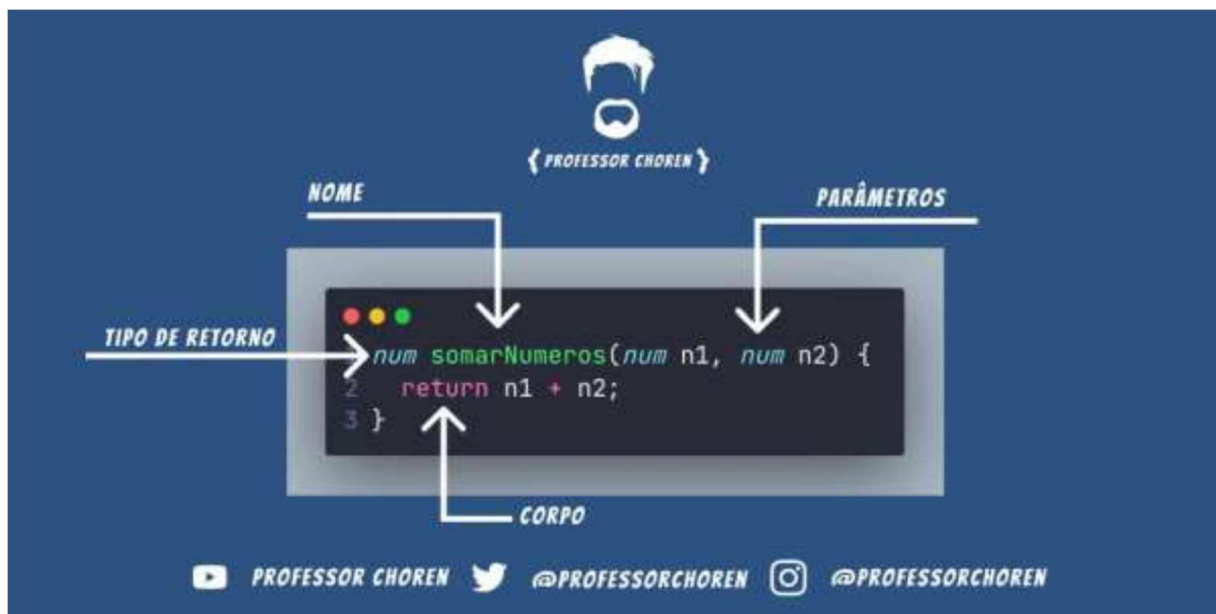 { PROFESSOR CHOREN }
NOME
PARÂMETROS
TIPO DE RETORNO
num somarNumeros(num n1, num n2) {
2 return n1 + n2;
3 }
CORPO
PROFESSOR CHOREN @PROFESSORCHOREN @PROFESSORCHOREN